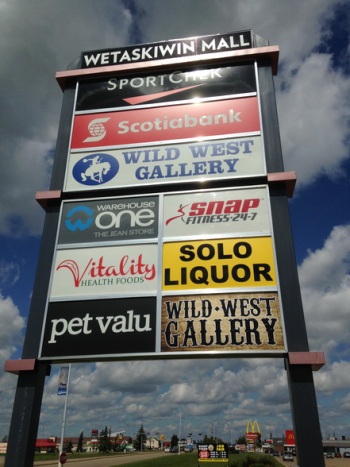 WETASKIWIN MALL
SPORTCHEK
Scotiabank
WILD WEST
GALLERY
WAREHOUSE
ONE
THE JEAN STORE
SNAP
FITNESS-24-7
Vitality
HEALTH FOODS
SOLO
LIQUOR
pet valu
WILD·WEST
GALLERY